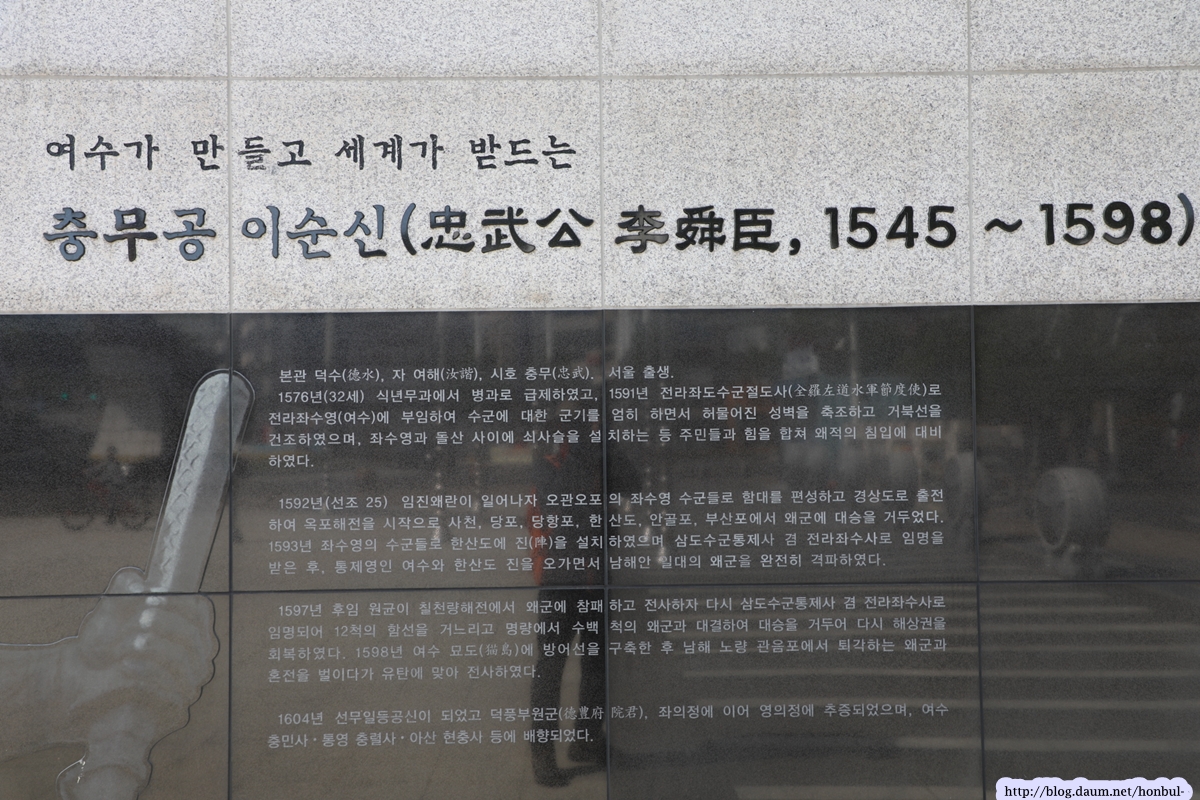 여수가 만들고 세계가 받드는
충무공 이순신(忠武公 李舜臣, 1545 ~ 1598)
본관 덕수(德水), 자 여해(汝諧), 시호 충무(忠武). 서울 출생.
1576년(32세) 식년무과에서 병과로 급제하였고, 1591년 전라좌도수군절도사(全羅左道水軍節度使)로
전라좌수영(여수)에 부임하여 수군에 대한 군기를 엄히 하면서 허물어진 성벽을 축조하고 거북선을
건조하였으며, 좌수영과 돌산 사이에 쇠사슬을 설치하는 등 주민들과 힘을 합쳐 왜적의 침입에 대비
하였다.
1592년(선조 25) 임진왜란이 일어나자 오관오포의 좌수영 수군들로 함대를 편성하고 경상도로 출전
하여 옥포해전을 시작으로 사천, 당포, 당항포, 한산도, 안골포, 부산포에서 왜군에 대승을 거두었다.
1593년 좌수영의 수군들로 한산도에 진(陣)을 설치하였으며 삼도수군통제사 겸 전라좌수사로 임명을
받은 후, 통제영인 여수와 한산도 진을 오가면서 남해안 일대의 왜군을 완전히 격파하였다.
1597년 후임 원균이 칠천량해전에서 왜군에 참패하고 전사하자 다시 삼도수군통제사 겸 전라좌수사로
임명되어 12척의 함선을 거느리고 명량에서 수백 척의 왜군과 대결하여 대승을 거두어 다시 해상권을
회복하였다. 1598년 여수 묘도(猫島)에 방어선을 구축한 후 남해 노량 관음포에서 퇴각하는 왜군과
혼전을 벌이다가 유탄에 맞아 전사하였다.
1604년 선무일등공신이 되었고 덕풍부원군(德豊府院君), 좌의정에 이어 영의정에 추증되었으며, 여수
충민사·통영 충렬사·아산 현충사 등에 배향되었다.
http://blog.daum.net/honbul-